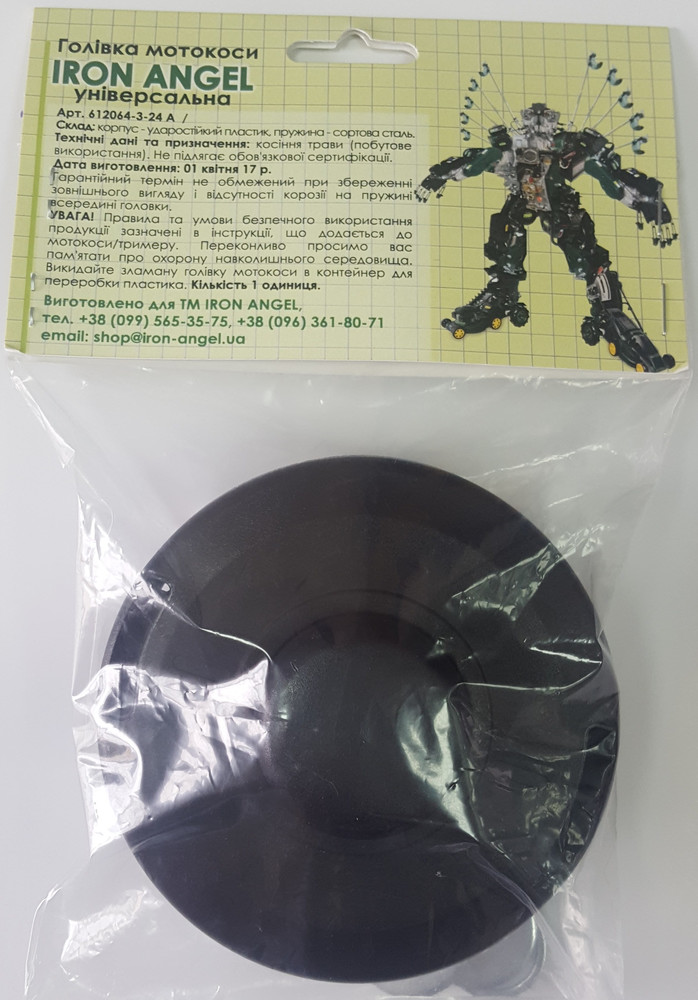 Голівка мотокоси
IRON ANGEL
універсальна
Арт. 612064-3-24 А /
Склад: корпус - ударостійкий пластик, пружина - сортова сталь.
Технічні дані та призначення: косіння трави (побутове
використання). Не підлягає обов'язкової сертифікації.
Дата виготовлення: 01 квітня 17 р.
Гарантійний термін не обмежений при збереженні
зовнішнього вигляду і відсутності корозії на пружині
всередині головки.
УВАГА! Правила та умови безпечного використання
продукції зазначені в інструкції, що додається до
мотокоси/тримеру. Переконливо просимо вас
пам'ятати про охорону навколишнього середовища.
Викидайте зламану голівку мотокоси в контейнер для
переробки пластика. Кількість 1 одиниця.
Виготовлено для ТМ IRON ANGEL,
тел. +38 (099) 565-35-75, +38 (096) 361-80-71
email: shop@iron-angel.ua